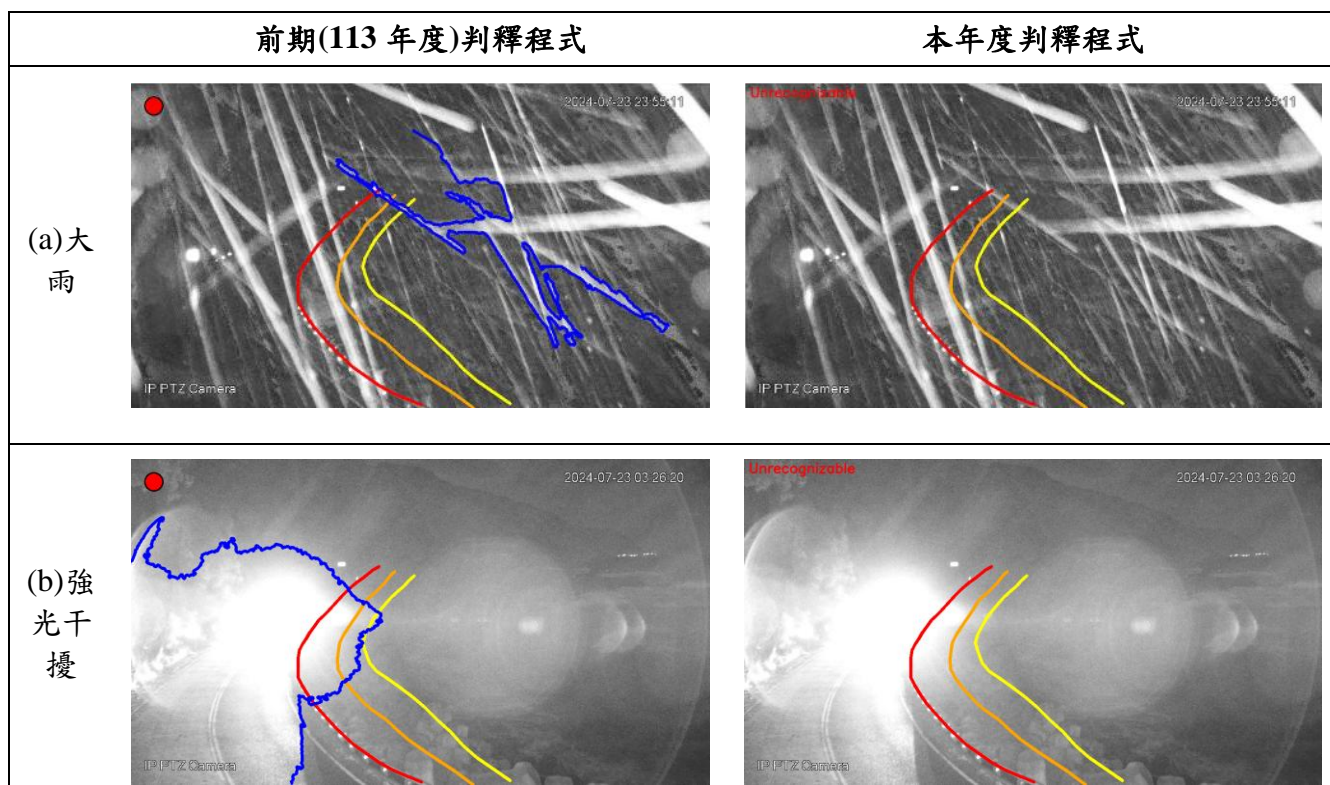 前期(113 年度)判釋程式
本年度判釋程式
(a)大
雨
2024-07-23 23:55:11
IP PTZ Camera
Unrecognizable
2024-07-23 23:55:11
IP PTZ Camera
(b)強
光干
擾
2024-07-23 03:26:20
IP PTZ Camera
Unrecognizable
2024-07-23 03:26:20
IP PTZ Camera